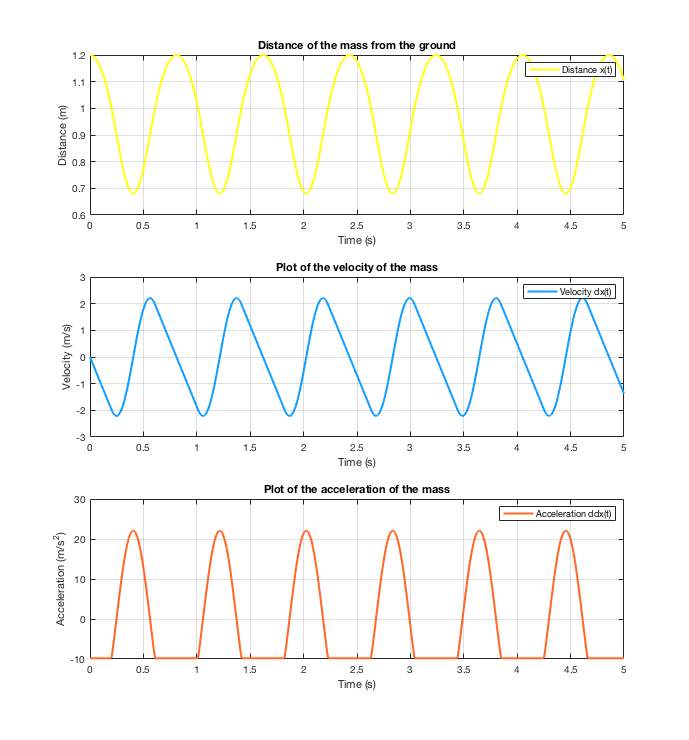 Distance of the mass from the ground
Distance (m)
1.2
1.1
1
0.9
0.8
0.7
0.6
Distance x(t)
0 0.5 1 1.5 2 2.5 3 3.5 4 4.5 5
Time (s)
Plot of the velocity of the mass
Velocity (m/s)
3
2
1
0
-1
-2
-3
Velocity dx(t)
0 0.5 1 1.5 2 2.5 3 3.5 4 4.5 5
Time (s)
Plot of the acceleration of the mass
Acceleration (m/s²)
30
20
10
0
-10
Acceleration ddx(t)
0 0.5 1 1.5 2 2.5 3 3.5 4 4.5 5
Time (s)